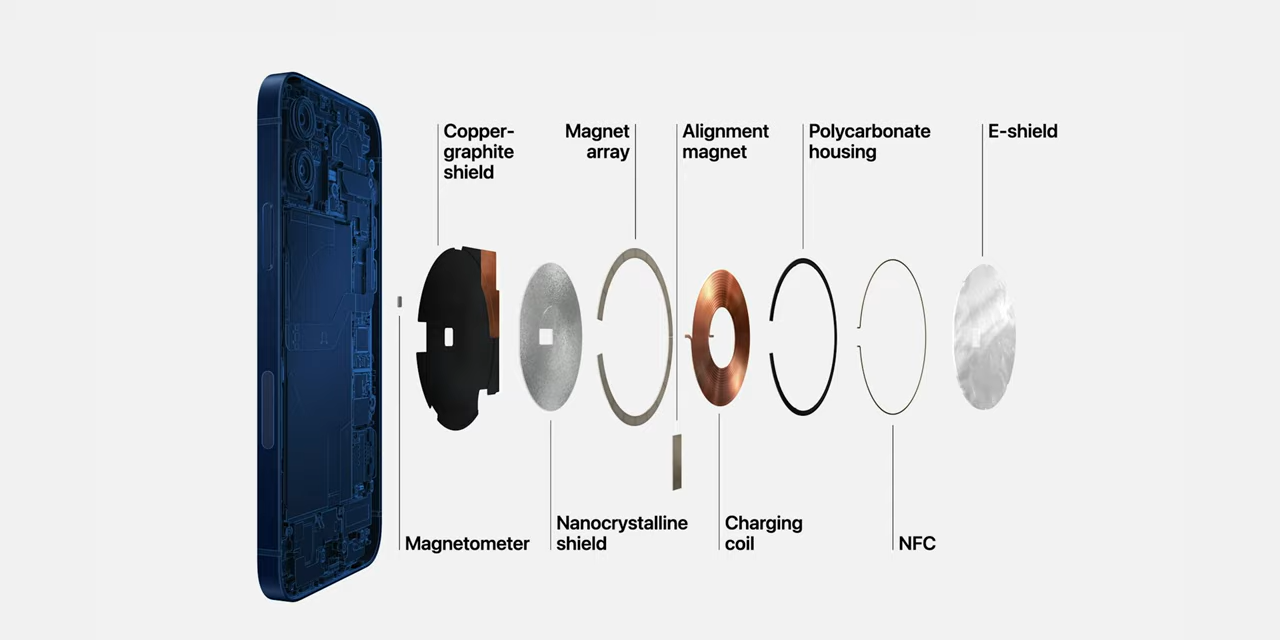 Copper-
graphite
shield
Magnet
array
Alignment
magnet
Polycarbonate
housing
E-shield
Magnetometer
Nanocrystalline
shield
Charging
coil
NFC